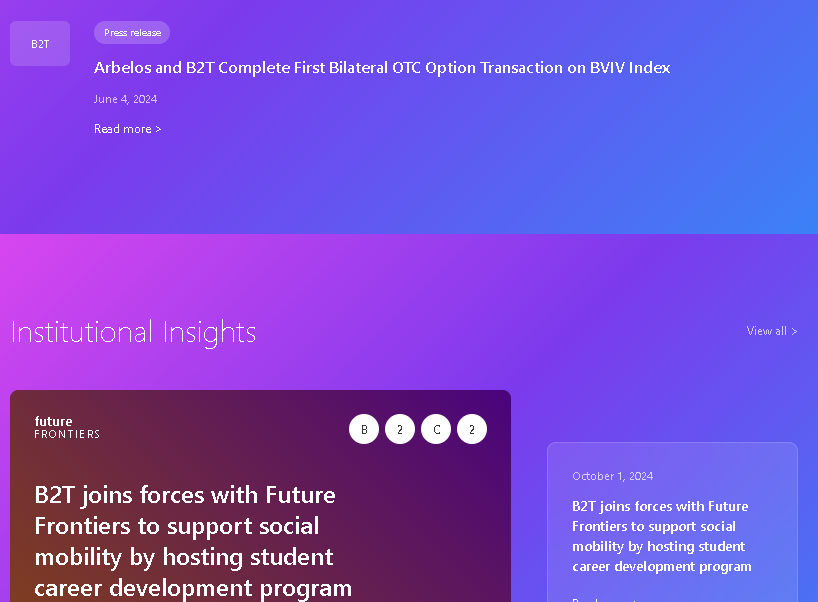 B2T
Press release
Arbelos and B2T Complete First Bilateral OTC Option Transaction on BVIV Index
June 4, 2024
Read more >
Institutional Insights
View all >
future
FRONTIERS
B 2 C 2
B2T joins forces with Future
Frontiers to support social
mobility by hosting student
career development program
October 1, 2024
B2T joins forces with Future
Frontiers to support social
mobility by hosting student
career development program